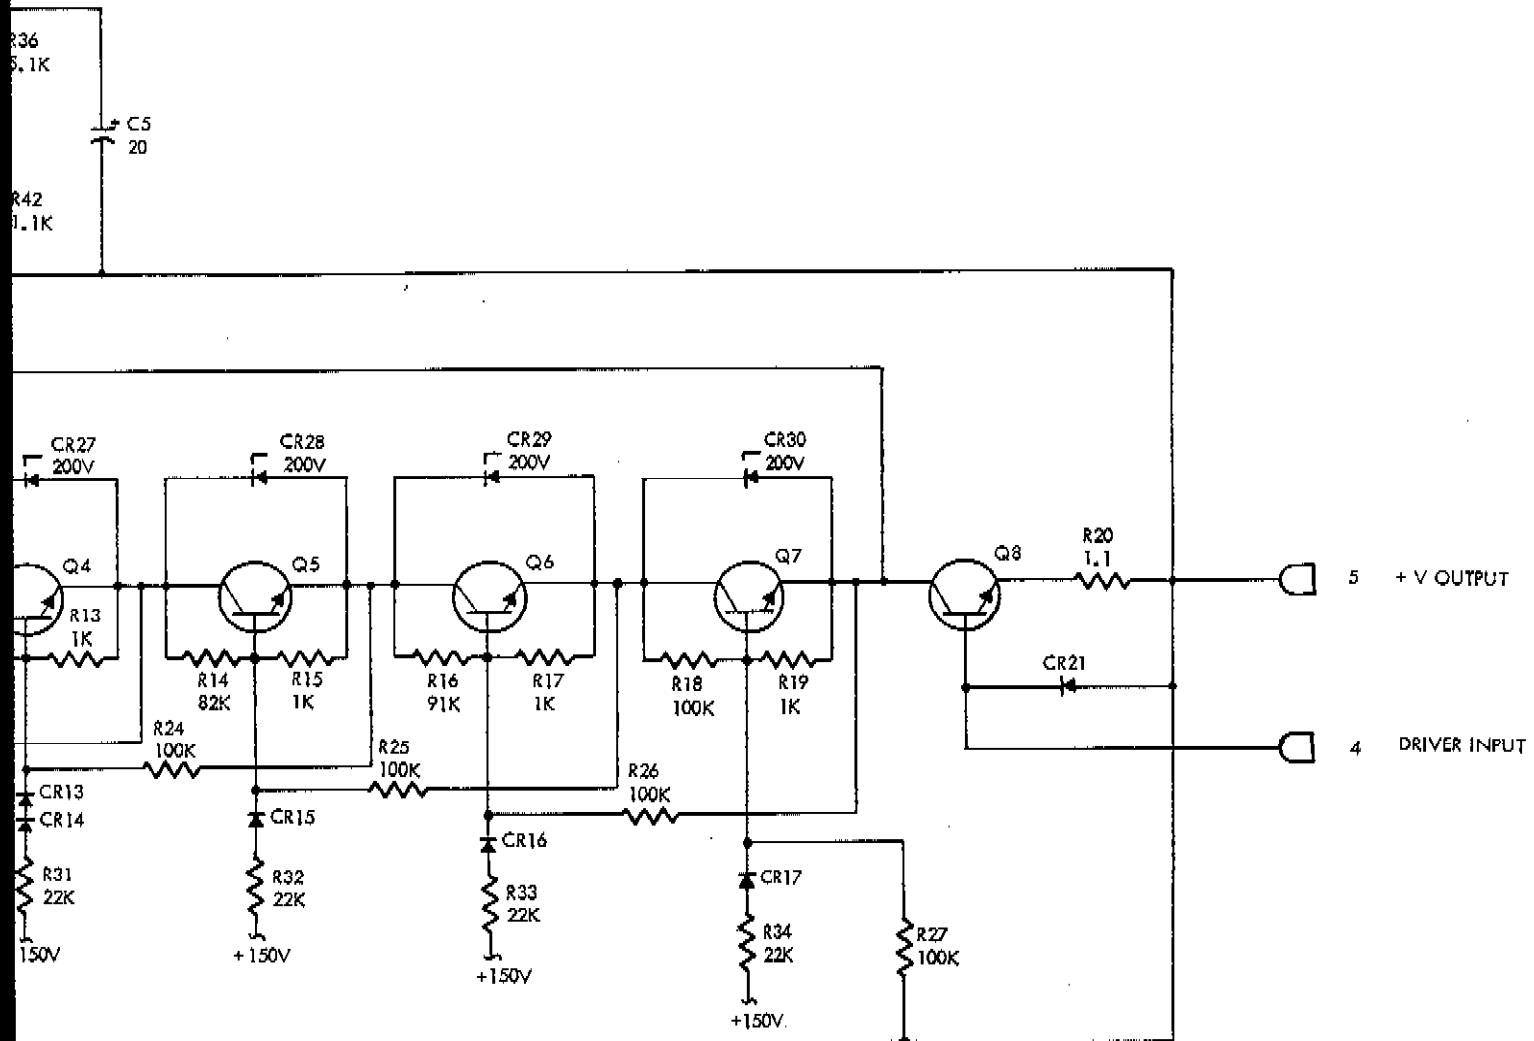 R36
5.1K
C5
20
R42
1.1K
CR27
200V
CR28
200V
CR29
200V
CR30
200V
Q4
Q5
Q6
Q7
Q8
R20
1.1
5 + V OUTPUT
R13
1K
R14
82K
R15
1K
R16
91K
R17
1K
R18
100K
R19
1K
CR21
4 DRIVER INPUT
R24
100K
R25
100K
R26
100K
CR13
CR14
CR15
CR16
CR17
R31
22K
R32
22K
R33
22K
R34
22K
R27
100K
150V
+150V
+150V
+150V